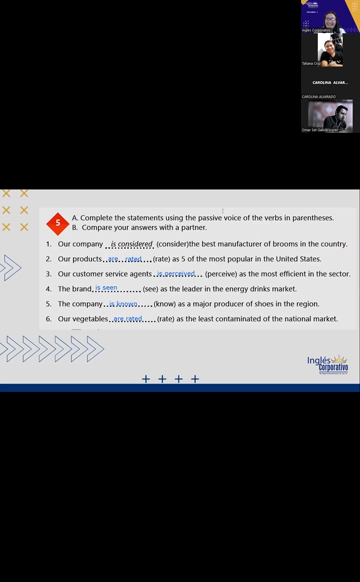 Inglés Corporativo
Tatiana Cruz
CAROLINA ALVAR...
CAROLINA ALVARADO
5
A. Complete the statements using the passive voice of the verbs in parentheses.
B. Compare your answers with a partner.
1. Our company ..is considered.. (consider)the best manufacturer of brooms in the country.
2. Our products..are..rated...(rate) as 5 of the most popular in the United States.
3. Our customer service agents ..is perceived... (perceive) as the most efficient in the sector.
4. The brand..is seen............(see) as the leader in the energy drinks market.
5. The company..is known.....(know) as a major producer of shoes in the region.
6. Our vegetables..are rated.....(rate) as the least contaminated of the national market.
Inglés
Corporativo